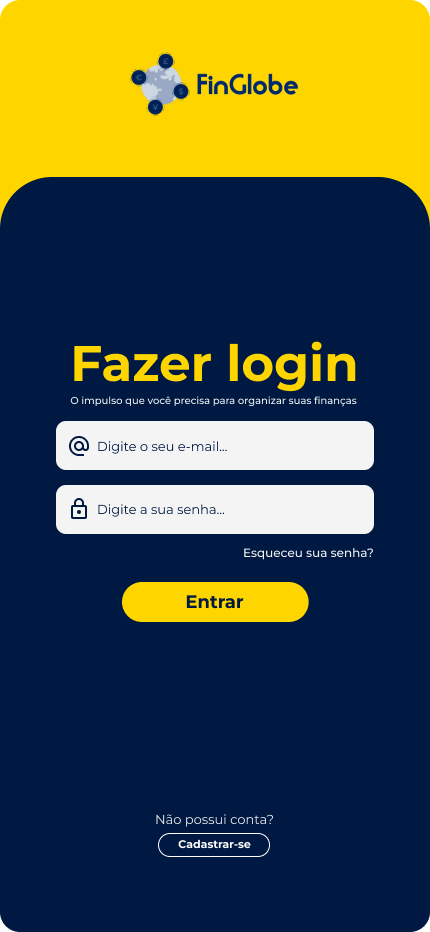 FinGlobe
Fazer login
O impulso que você precisa para organizar suas finanças
Digite o seu e-mail...
Digite a sua senha...
Esqueceu sua senha?
Entrar
Não possui conta?
Cadastrar-se